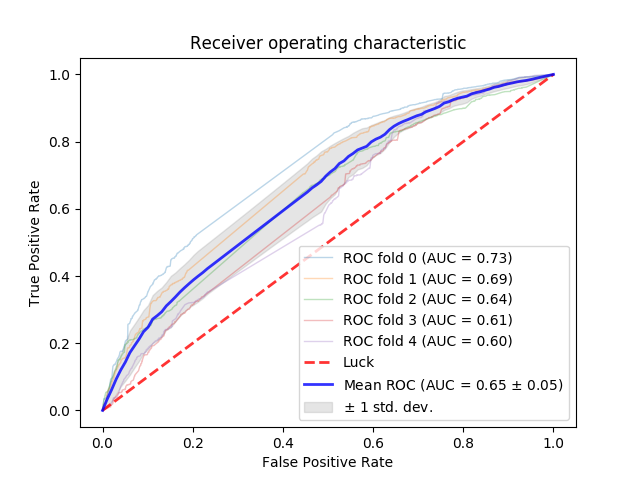 Receiver operating characteristic
1.0
0.8
0.6
0.4
0.2
0.0
True Positive Rate
ROC fold 0 (AUC = 0.73)
ROC fold 1 (AUC = 0.69)
ROC fold 2 (AUC = 0.64)
ROC fold 3 (AUC = 0.61)
ROC fold 4 (AUC = 0.60)
Luck
Mean ROC (AUC = 0.65 ± 0.05)
± 1 std. dev.
0.0 0.2 0.4 0.6 0.8 1.0
False Positive Rate